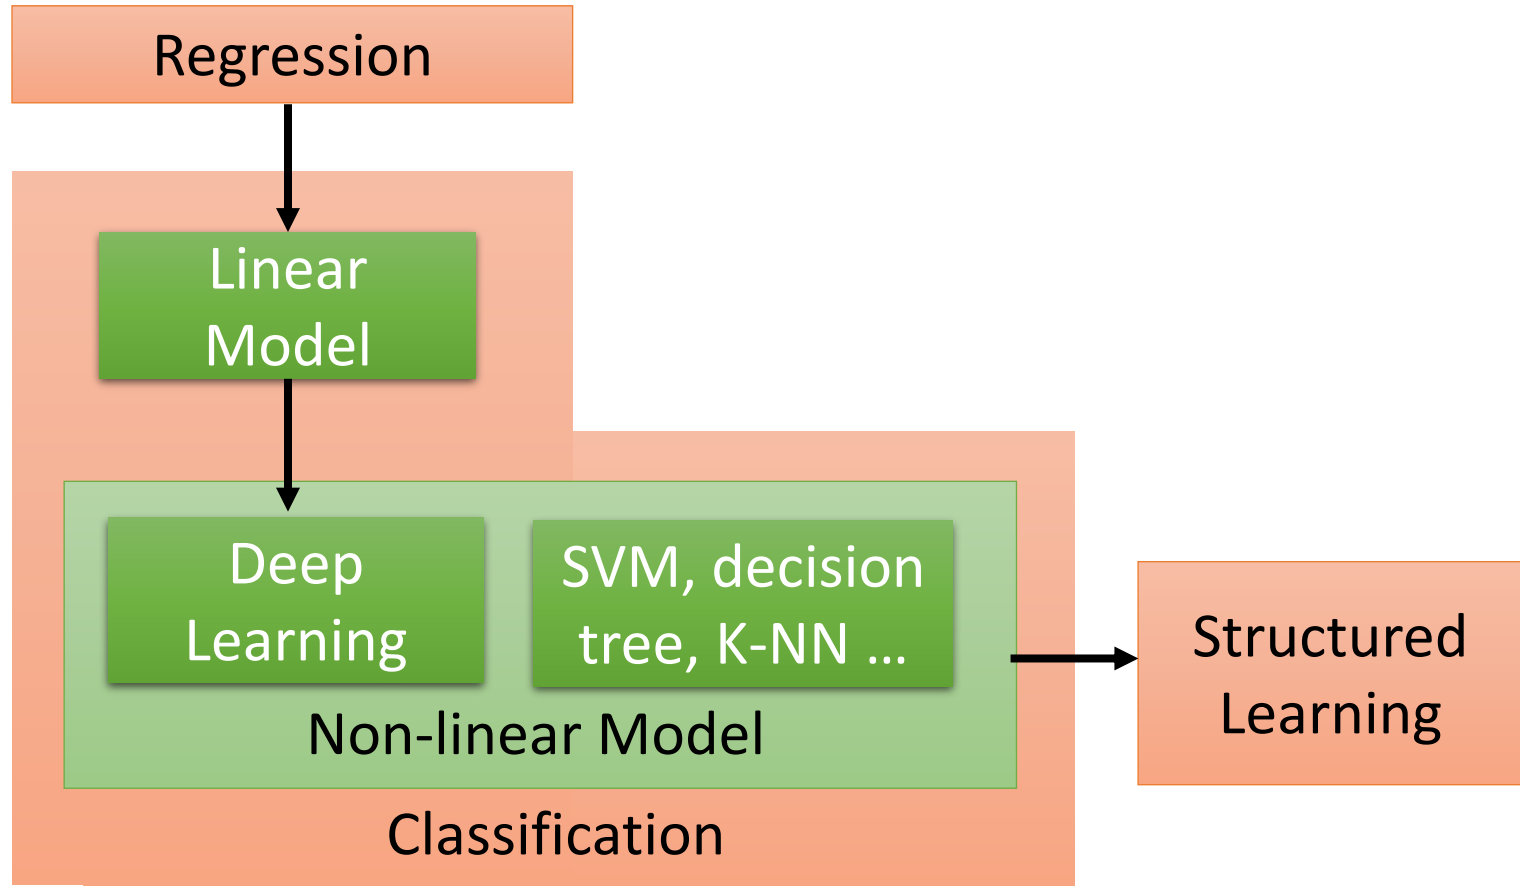 Regression
Linear
Model
Deep
Learning
SVM, decision
tree, K-NN ...
Non-linear Model
Classification
Structured
Learning